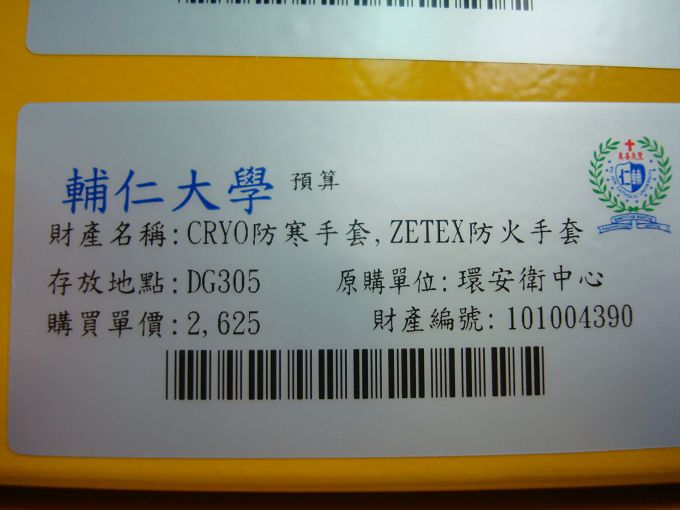 輔仁大學 預算
財產名稱:CRYO防寒手套,ZETEX防火手套
存放地點:DG305 原購單位:環安衛中心
購買單價:2,625 財產編號:101004390